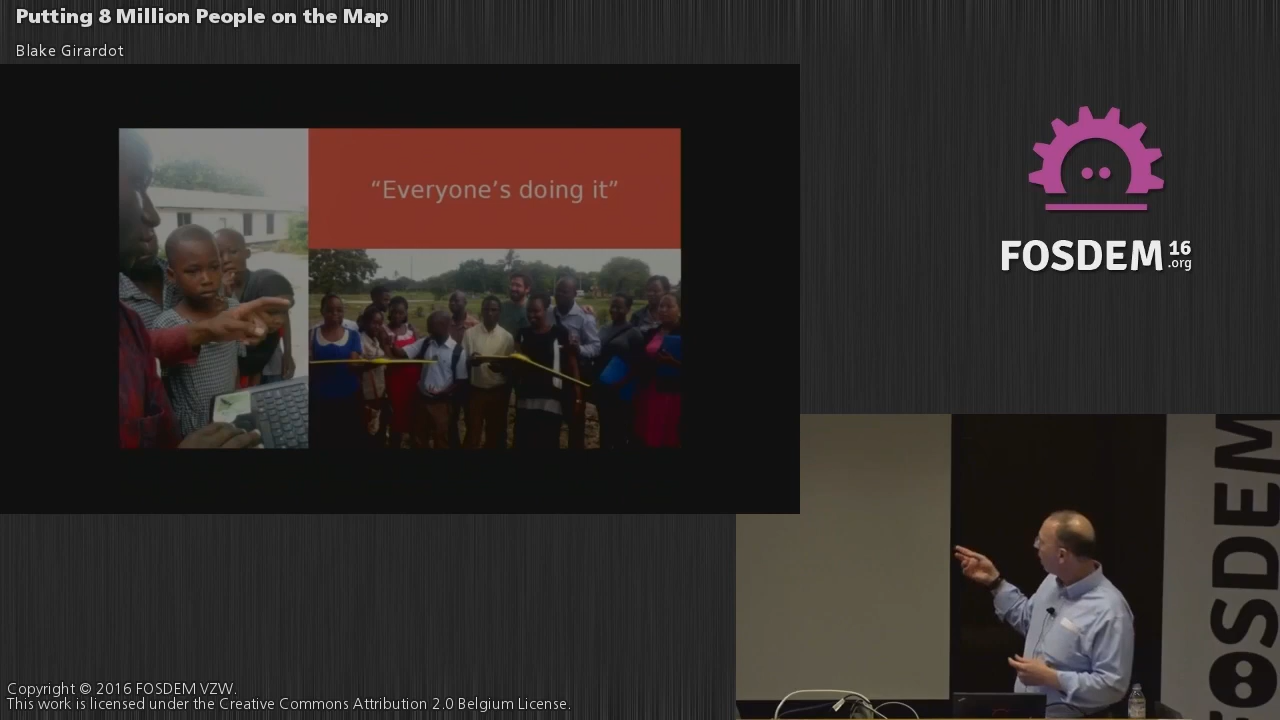 Putting 8 Million People on the Map
Blake Girardot
“Everyone’s doing it”
FOSDEM 16
.org
FOSDEM
Copyright © 2016 FOSDEM VZW.
This work is licensed under the Creative Commons Attribution 2.0 Belgium License.